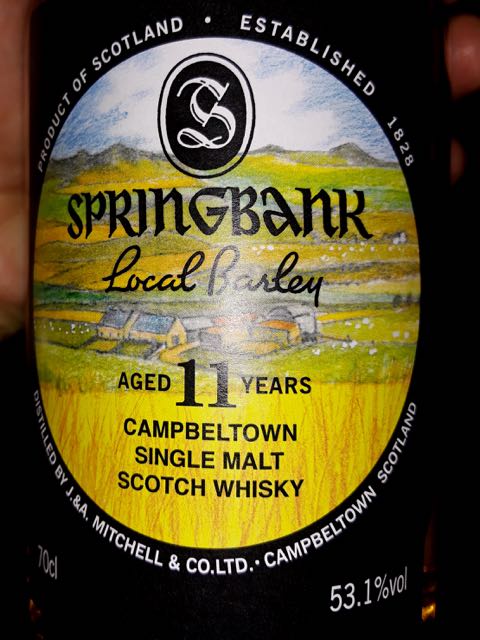 PRODUCT OF SCOTLAND • ESTABLISHED 1828
S
SPRINGBANK
Local Barley
AGED 11 YEARS
CAMPBELTOWN
SINGLE MALT
SCOTCH WHISKY
DISTILLED BY J.&A. MITCHELL & CO.LTD. • CAMPBELTOWN SCOTLAND
70cl
53.1%vol